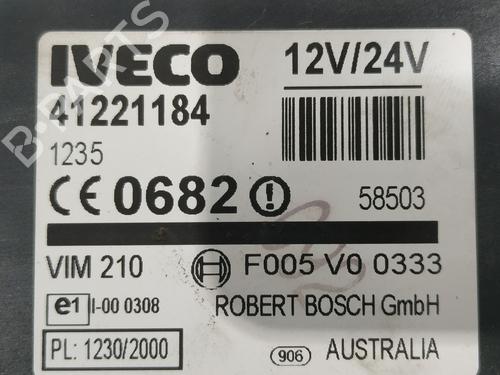 IVECO 12V/24V
41221184
1235
CE 0682 58503
VIM 210 F005 V0 0333
e1 I-00 0308 ROBERT BOSCH GmbH
PL: 1230/2000 906 AUSTRALIA
B-PARTS